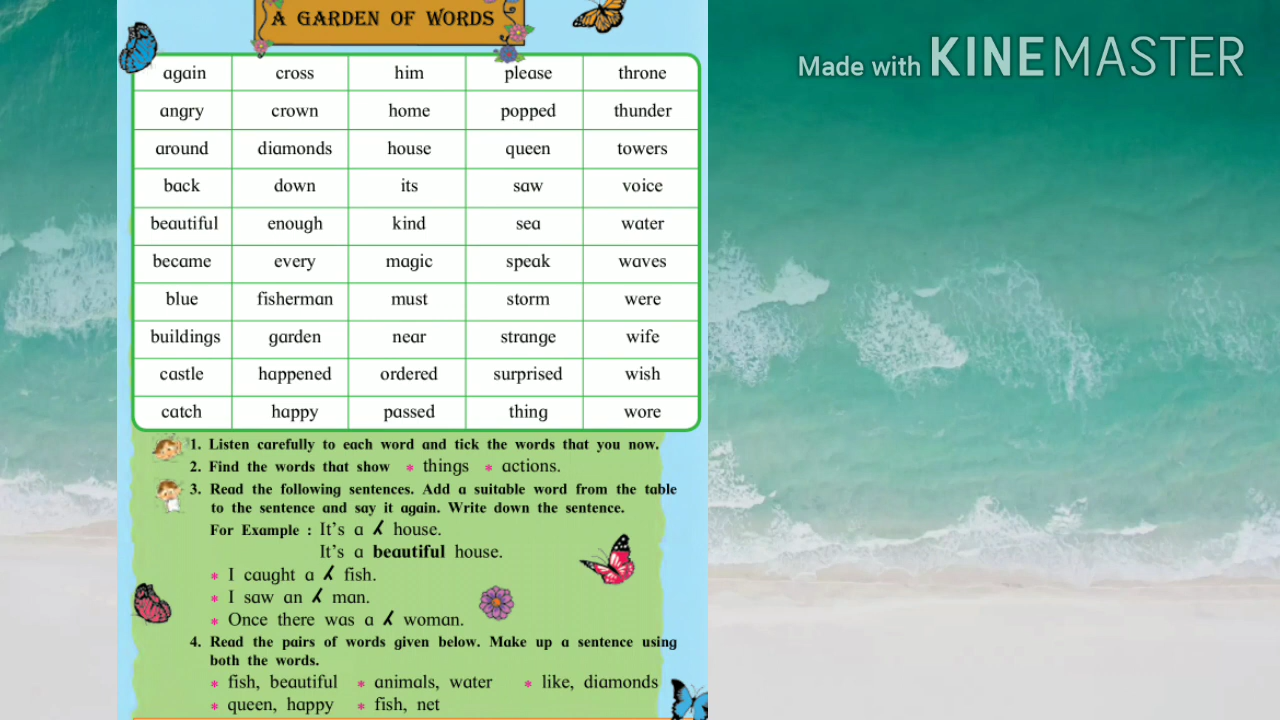 A GARDEN OF WORDS
Made with KINEMASTER
again cross him please throne
angry crown home popped thunder
around diamonds house queen towers
back down its saw voice
beautiful enough kind sea water
became every magic speak waves
blue fisherman must storm were
buildings garden near strange wife
castle happened ordered surprised wish
catch happy passed thing wore
1. Listen carefully to each word and tick the words that you now.
2. Find the words that show * things * actions.
3. Read the following sentences. Add a suitable word from the table
to the sentence and say it again. Write down the sentence.
For Example : It's a ʎ house.
It's a beautiful house.
* I caught a ʎ fish.
* I saw an ʎ man.
* Once there was a ʎ woman.
4. Read the pairs of words given below. Make up a sentence using
both the words.
* fish, beautiful * animals, water * like, diamonds
* queen, happy * fish, net